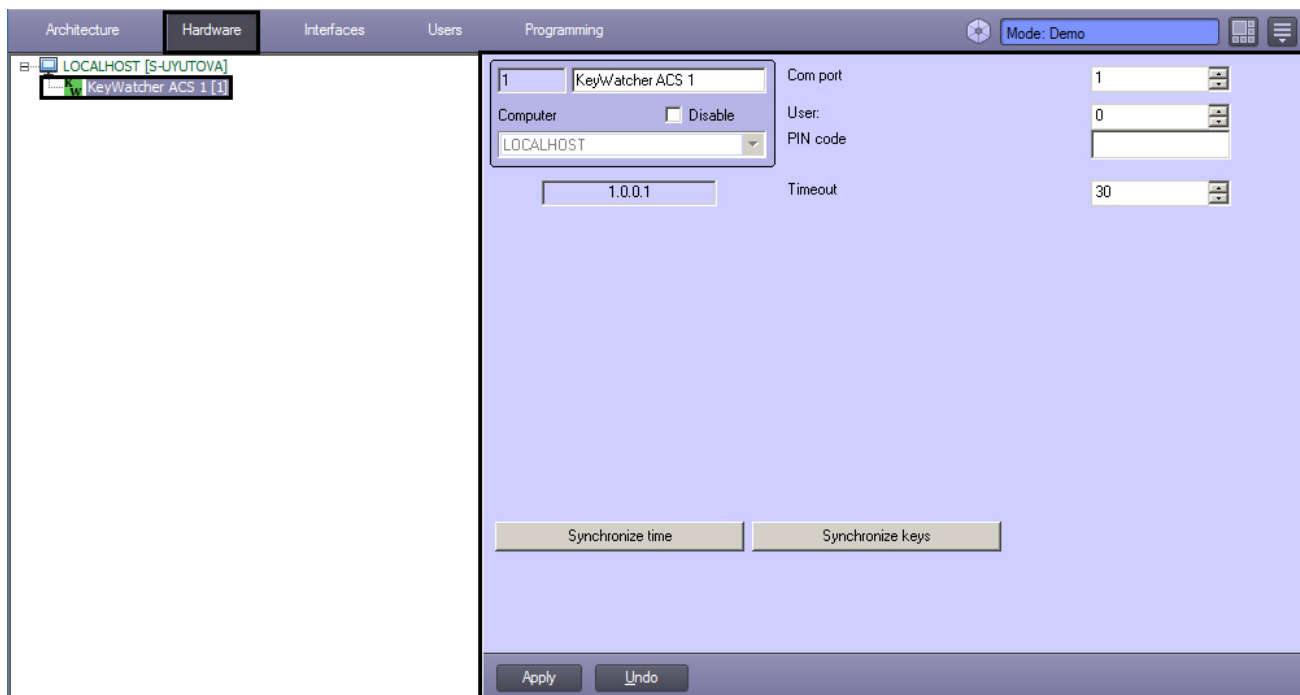 Architecture Hardware Interfaces Users Programming Mode: Demo
LOCALHOST [S-UYUTOVA]
KeyWatcher ACS 1 [1]
1 KeyWatcher ACS 1
Computer Disable
LOCALHOST
1.0.0.1
Com port 1
User: 0
PIN code
Timeout 30
Synchronize time Synchronize keys
Apply Undo